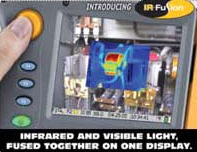 INTRODUCING
IR-Fusion
INFRARED AND VISIBLE LIGHT,
FUSED TOGETHER ON ONE DISPLAY.